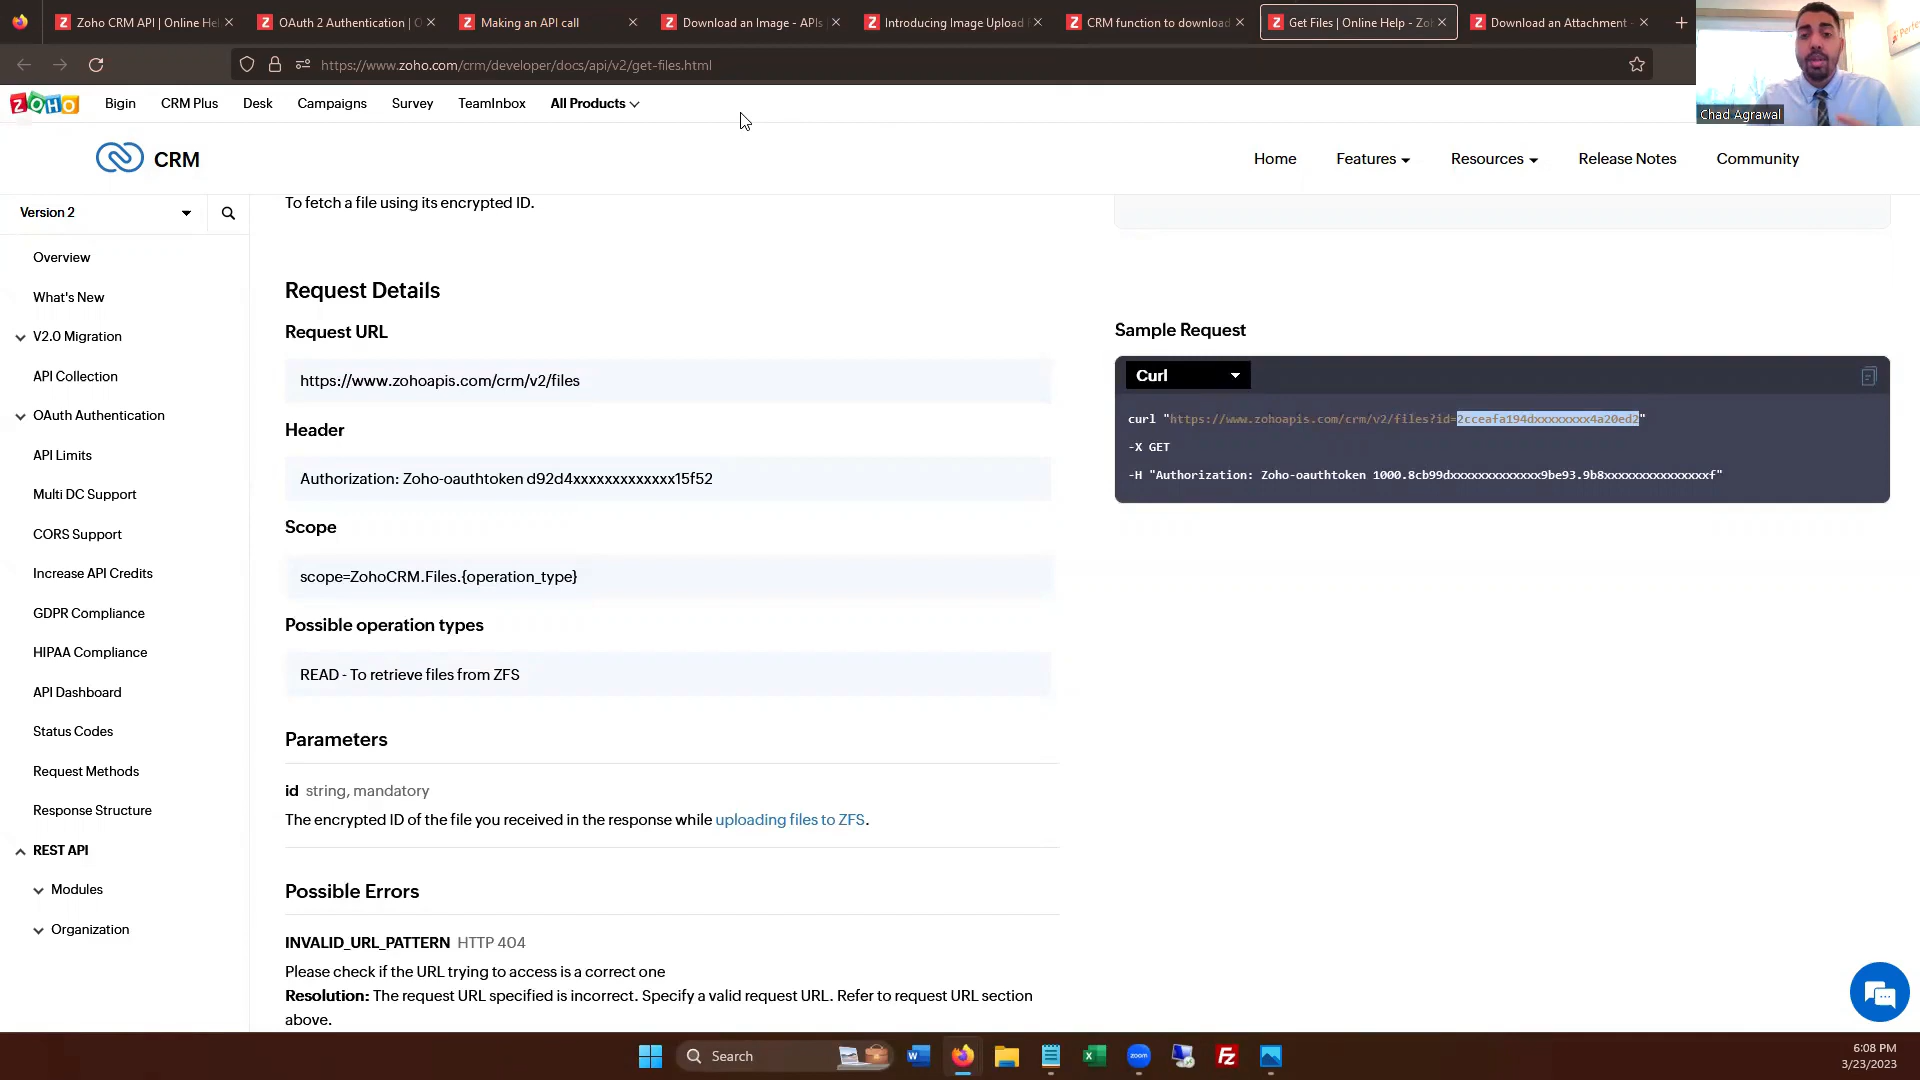 Zoho CRM API | Online Hel
OAuth 2 Authentication | O
Making an API call
Download an Image - APIs
Introducing Image Upload
CRM function to download
Get Files | Online Help - Zo
Download an Attachment -
https://www.zoho.com/crm/developer/docs/api/v2/get-files.html
Chad Agrawal
ZOHO
Bigin
CRM Plus
Desk
Campaigns
Survey
TeamInbox
All Products
CRM
Home
Features
Resources
Release Notes
Community
Version 2
Overview
What's New
V2.0 Migration
API Collection
OAuth Authentication
API Limits
Multi DC Support
CORS Support
Increase API Credits
GDPR Compliance
HIPAA Compliance
API Dashboard
Status Codes
Request Methods
Response Structure
REST API
Modules
Organization
To fetch a file using its encrypted ID.
Request Details
Request URL
https://www.zohoapis.com/crm/v2/files
Header
Authorization: Zoho-oauthtoken d92d4xxxxxxxxxxxxx15f52
Scope
scope=ZohoCRM.Files.{operation_type}
Possible operation types
READ - To retrieve files from ZFS
Parameters
id string, mandatory
The encrypted ID of the file you received in the response while uploading files to ZFS.
Possible Errors
INVALID_URL_PATTERN HTTP 404
Please check if the URL trying to access is a correct one
Resolution: The request URL specified is incorrect. Specify a valid request URL. Refer to request URL section
above.
Sample Request
Curl
curl "https://www.zohoapis.com/crm/v2/files?id=2cceafa194dxxxxxxxx4a20ed2"
-X GET
-H "Authorization: Zoho-oauthtoken 1000.8cb99dxxxxxxxxxxxxx9be93.9b8xxxxxxxxxxxxxxxf"
Search
zoom
6:08 PM
3/23/2023